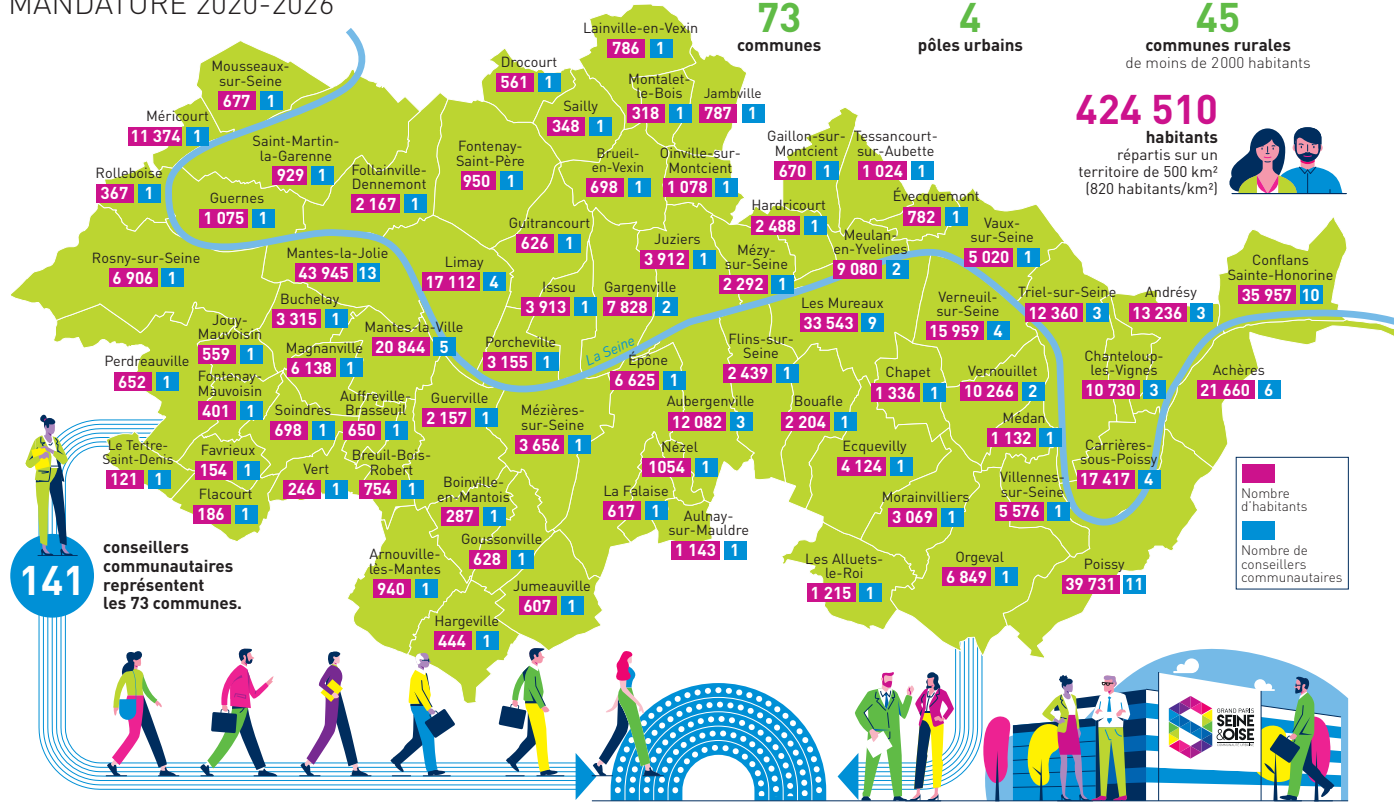 MANDATURE 2020-2026
73
communes
4
pôles urbains
45
communes rurales
de moins de 2000 habitants
424 510
habitants
répartis sur un
territoire de 500 km²
(820 habitants/km²)
Lainville-en-Vexin
786 1
Drocourt
561 1
Mousseaux-
sur-Seine
677 1
Montalet-
le-Bois
318 1
Jambville
787 1
Sailly
348 1
Méricourt
11 374 1
Saint-Martin-
la-Garenne
929 1
Fontenay-
Saint-Père
950 1
Brueil-
en-Vexin
698 1
Oinville-sur-
Montcient
1 078 1
Gaillon-sur-
Montcient
670 1
Tessancourt-
sur-Aubette
1 024 1
Rolleboise
367 1
Follainville-
Dennemont
2 167 1
Guernes
1 075 1
Hardricourt
2 488 1
Évecquemont
782 1
Guitrancourt
626 1
Juziers
3 912 1
Mézy-
sur-Seine
2 292 1
Meulan-
en-Yvelines
9 080 2
Vaux-
sur-Seine
5 020 1
Rosny-sur-Seine
6 906 1
Mantes-la-Jolie
43 945 13
Limay
17 112 4
Issou
3 913 1
Gargenville
7 828 2
Conflans
Sainte-Honorine
35 957 10
Buchelay
3 315 1
Les Mureaux
33 543 9
Verneuil-
sur-Seine
15 959 4
Triel-sur-Seine
12 360 3
Andrésy
13 236 3
Jouy-
Mauvoisin
559 1
Magnanville
6 138 1
Mantes-la-Ville
20 844 5
Porcheville
3 155 1
La Seine
Épône
6 625 1
Flins-sur-
Seine
2 439 1
Perdreauville
652 1
Fontenay-
Mauvoisin
401 1
Chapet
1 336 1
Vernouillet
10 266 2
Chanteloup-
les-Vignes
10 730 3
Achères
21 660 6
Soindres
698 1
Auffreville-
Brasseuil
650 1
Guerville
2 157 1
Mézières-
sur-Seine
3 656 1
Aubergenville
12 082 3
Bouafle
2 204 1
Médan
1 132 1
Le Tertre-
Saint-Denis
121 1
Favrieux
154 1
Vert
246 1
Breuil-Bois-
Robert
754 1
Nézel
1054 1
Ecquevilly
4 124 1
Carrières-
sous-Poissy
17 417 4
Flacourt
186 1
Boinville-
en-Mantois
287 1
La Falaise
617 1
Aulnay-
sur-Mauldre
1 143 1
Morainvilliers
3 069 1
Villennes-
sur-Seine
5 576 1
Nombre
d'habitants
Nombre de
conseillers
communautaires
Goussonville
628 1
Arnouville-
lès-Mantes
940 1
Jumeauville
607 1
Les Alluets-
le-Roi
1 215 1
Orgeval
6 849 1
Poissy
39 731 11
Hargeville
444 1
141
conseillers
communautaires
représentent
les 73 communes.
GRAND PARIS
SEINE
&OISE